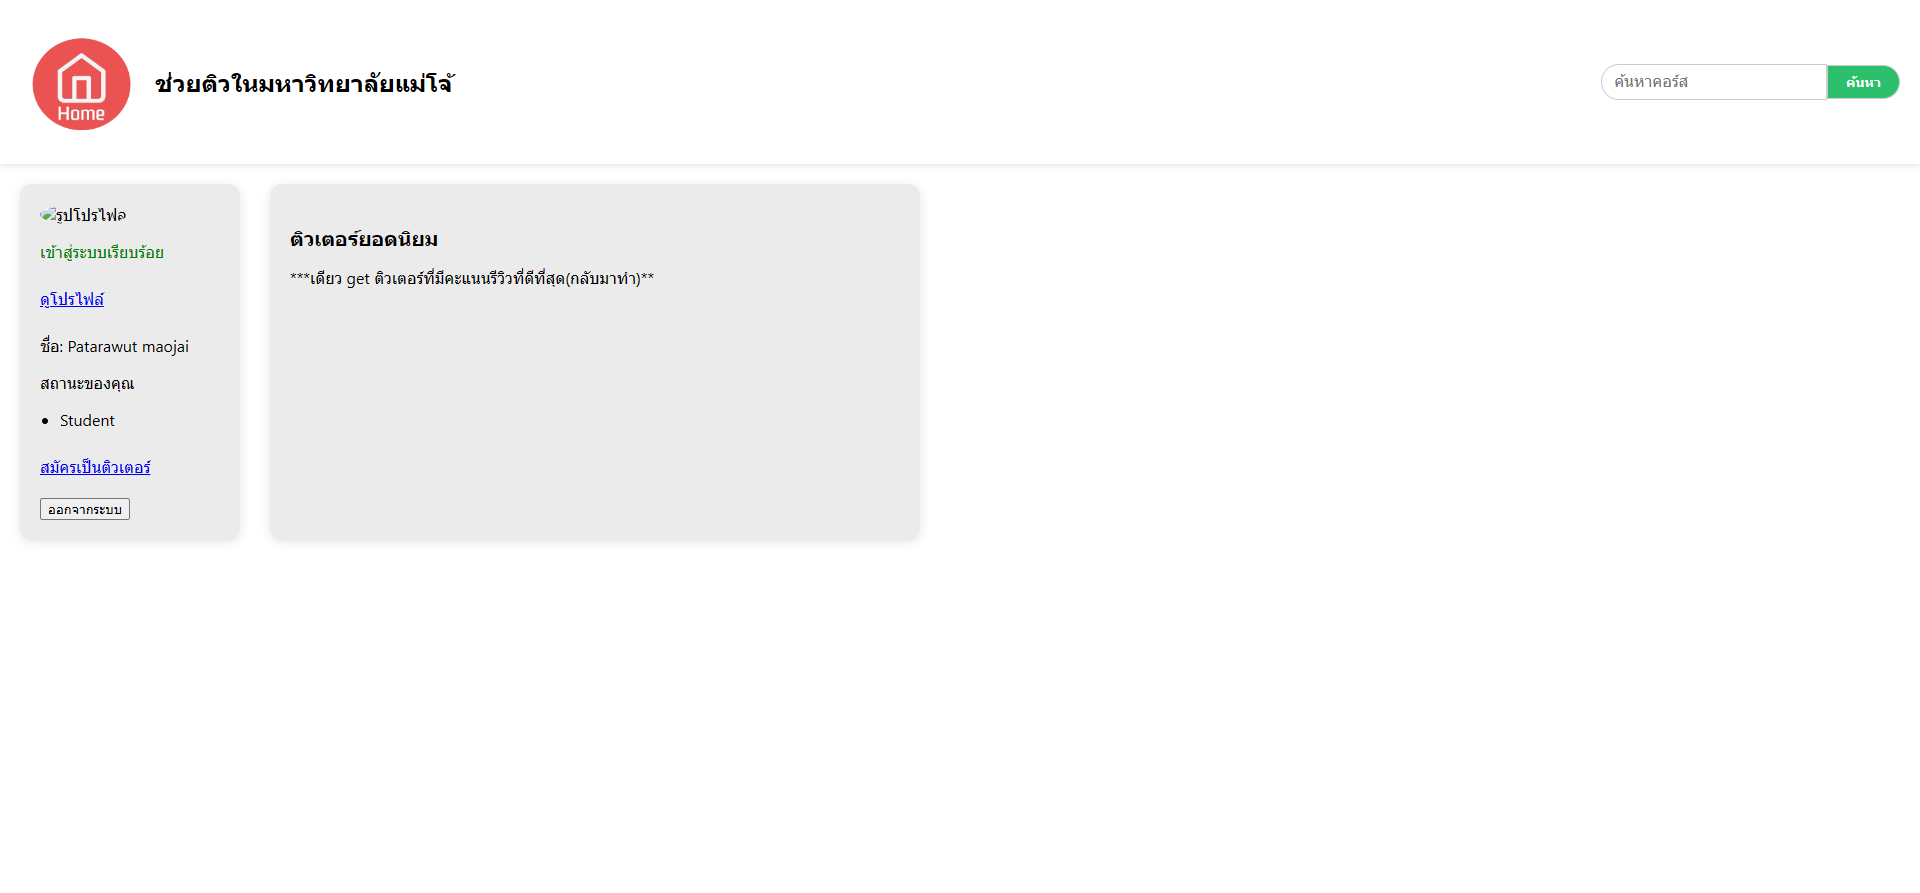 Home
ช่วยติวในมหาวิทยาลัยแม่โจ้
ค้นหาคอร์ส
ค้นหา
รูปโปรไฟล์
เข้าสู่ระบบเรียบร้อย
ดูโปรไฟล์
ชื่อ: Patarawut maojai
สถานะของคุณ
Student
สมัครเป็นติวเตอร์
ออกจากระบบ
ติวเตอร์ยอดนิยม
***เดียว get ติวเตอร์ที่มีคะแนนรีวิวที่ดีที่สุด(กลับมาทำ)**